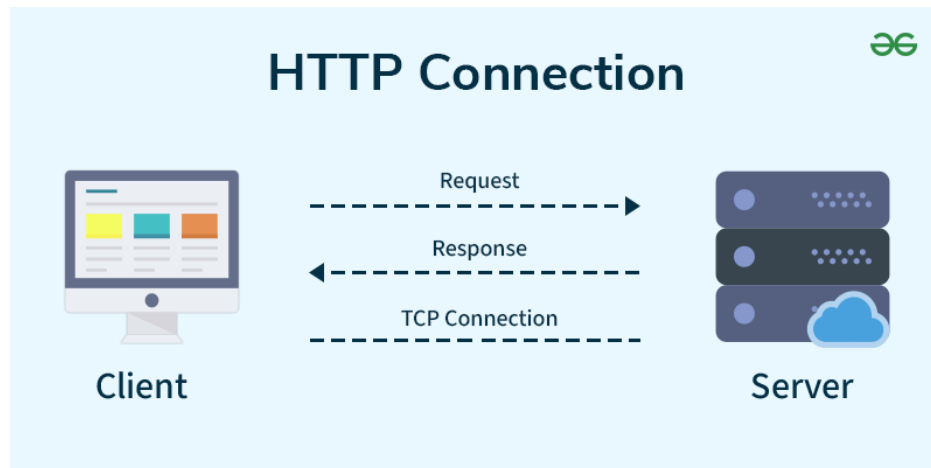 HTTP Connection
Request
Response
TCP Connection
Client
Server